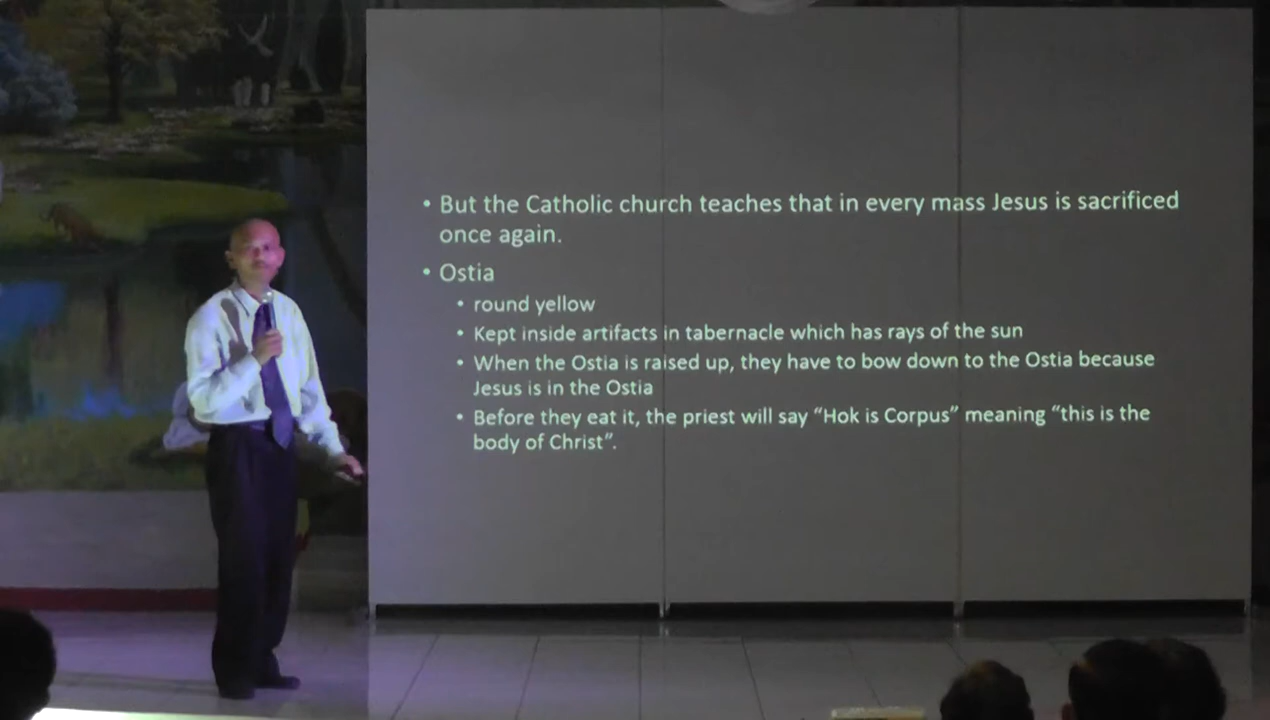 • But the Catholic church teaches that in every mass Jesus is sacrificed
once again.
• Ostia
• round yellow
• Kept inside artifacts in tabernacle which has rays of the sun
• When the Ostia is raised up, they have to bow down to the Ostia because
Jesus is in the Ostia
• Before they eat it, the priest will say “Hok is Corpus” meaning “this is the
body of Christ”.